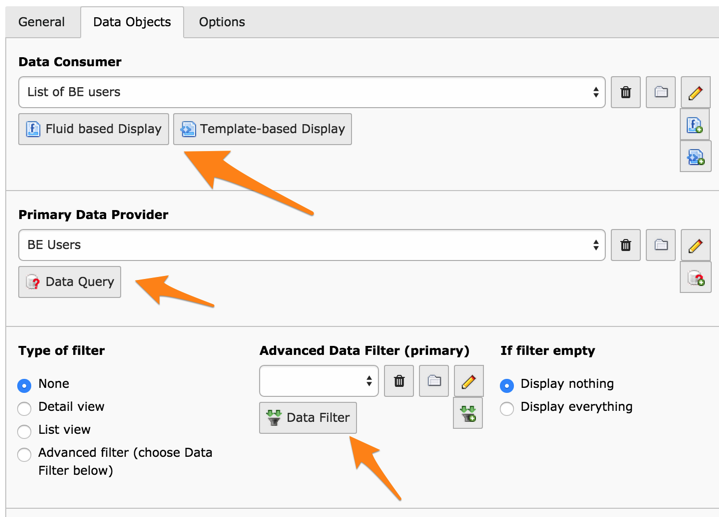 General Data Objects Options
Data Consumer
List of BE users
Fluid based Display Template-based Display
Primary Data Provider
BE Users
Data Query
Type of filter Advanced Data Filter (primary) If filter empty
None Display nothing
Detail view Data Filter Display everything
List view
Advanced filter (choose Data
Filter below)